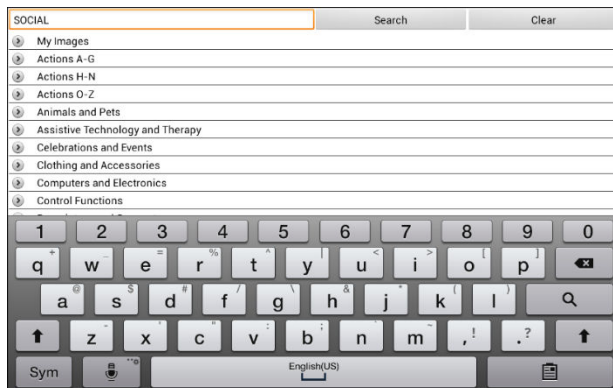 SOCIAL Search Clear
My Images
Actions A-G
Actions H-N
Actions O-Z
Animals and Pets
Assistive Technology and Therapy
Celebrations and Events
Clothing and Accessories
Computers and Electronics
Control Functions
1 2 3 4 5 6 7 8 9 0
q + w _ e = r % t ^ y | u < i > o [ p ]
a @ s $ d # f / g \ h & j * k ( l )
z - x ' c " v : b ; n m ~ , ! . ?
Sym English(US)